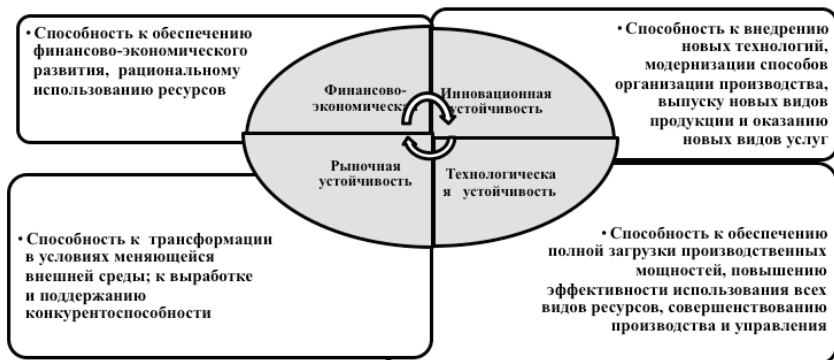 • Способность к обеспечению
финансово-экономического
развития, рациональному
использованию ресурсов
• Способность к внедрению
новых технологий,
модернизации способов
организации производства,
выпуску новых видов
продукции и оказанию
новых видов услуг
Финансово-
экономическая
Инновационная
устойчивость
Рыночная
устойчивость
Технологическа
я устойчивость
• Способность к трансформации
в условиях меняющейся
внешней среды; к выработке
и поддержанию
конкурентоспособности
• Способность к обеспечению
полной загрузки производственных
мощностей, повышению
эффективности использования всех
видов ресурсов, совершенствованию
производства и управления